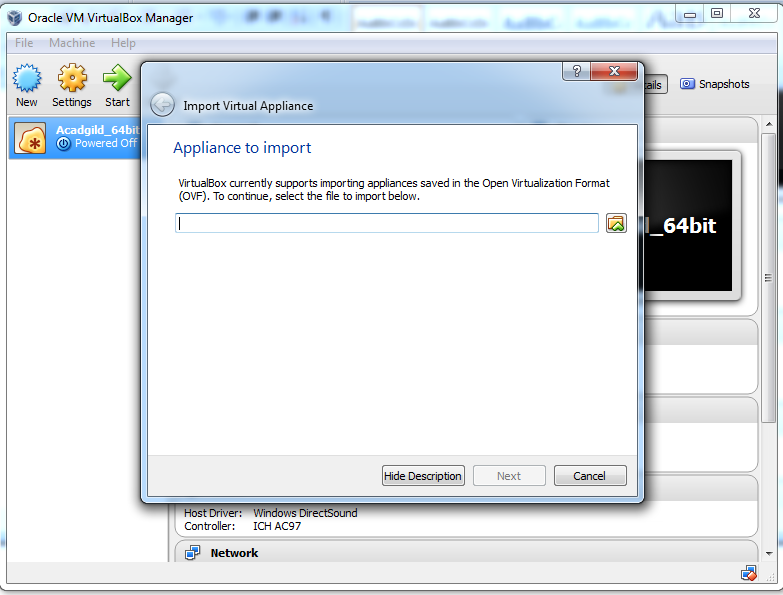 Oracle VM VirtualBox Manager
File Machine Help
New Settings Start
Snapshots
Acadgild_64bit
Powered Off
_64bit
Import Virtual Appliance
Appliance to import
VirtualBox currently supports importing appliances saved in the Open Virtualization Format
(OVF). To continue, select the file to import below.
Hide Description Next Cancel
Host Driver: Windows DirectSound
Controller: ICH AC97
Network